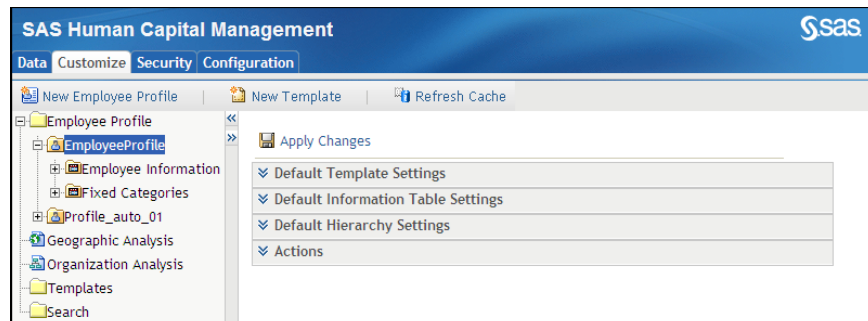 SAS Human Capital Management
sas
Data Customize Security Configuration
New Employee Profile | New Template | Refresh Cache
Employee Profile
EmployeeProfile
Employee Information
Fixed Categories
Profile_auto_01
Geographic Analysis
Organization Analysis
Templates
Search
Apply Changes
Default Template Settings
Default Information Table Settings
Default Hierarchy Settings
Actions